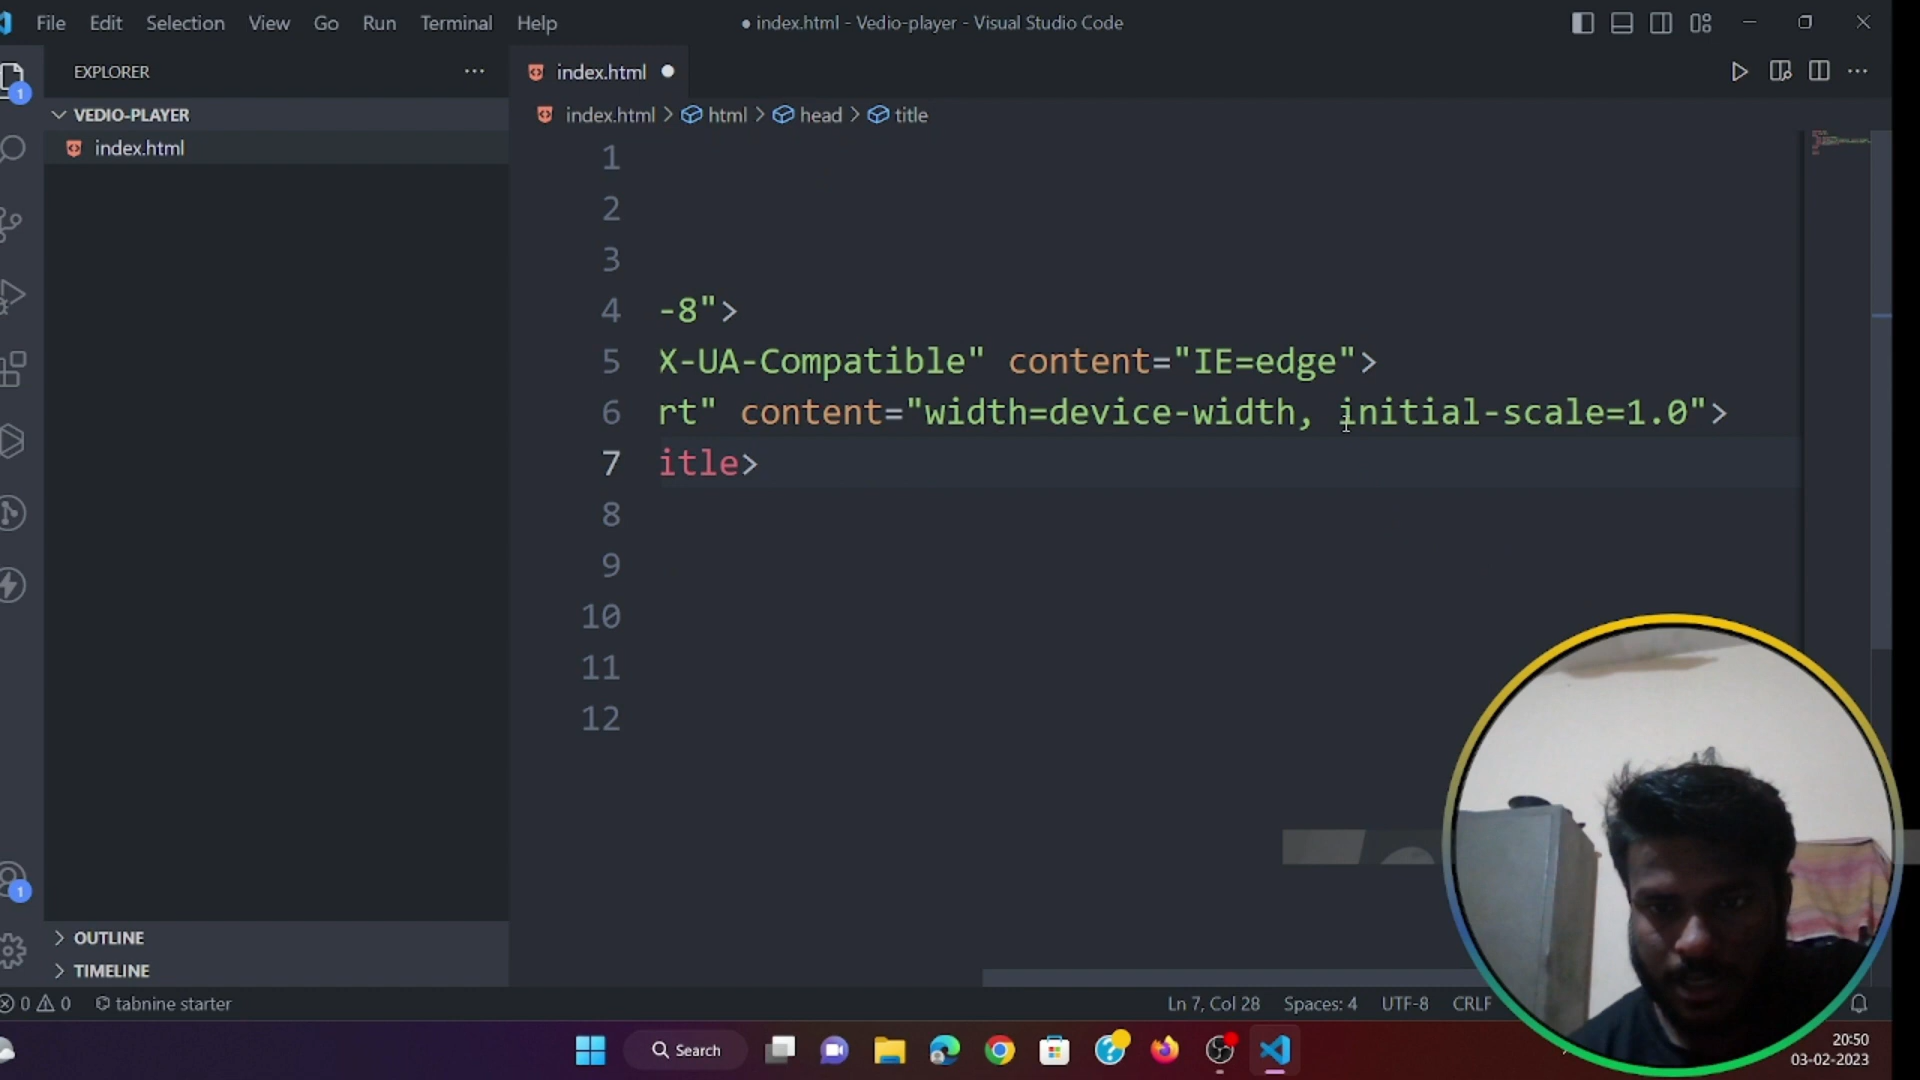 File Edit Selection View Go Run Terminal Help
● index.html - Vedio-player - Visual Studio Code
EXPLORER
index.html
1
VEDIO-PLAYER
index.html > html > head > title
index.html
1
2
3
4 -8">
5 X-UA-Compatible" content="IE=edge">
6 rt" content="width=device-width, initial-scale=1.0">
7 itle>
8
9
10
11
12
1
OUTLINE
TIMELINE
0 0 tabnine starter
Ln 7, Col 28 Spaces: 4 UTF-8 CRLF
Search
20:50
03-02-2023